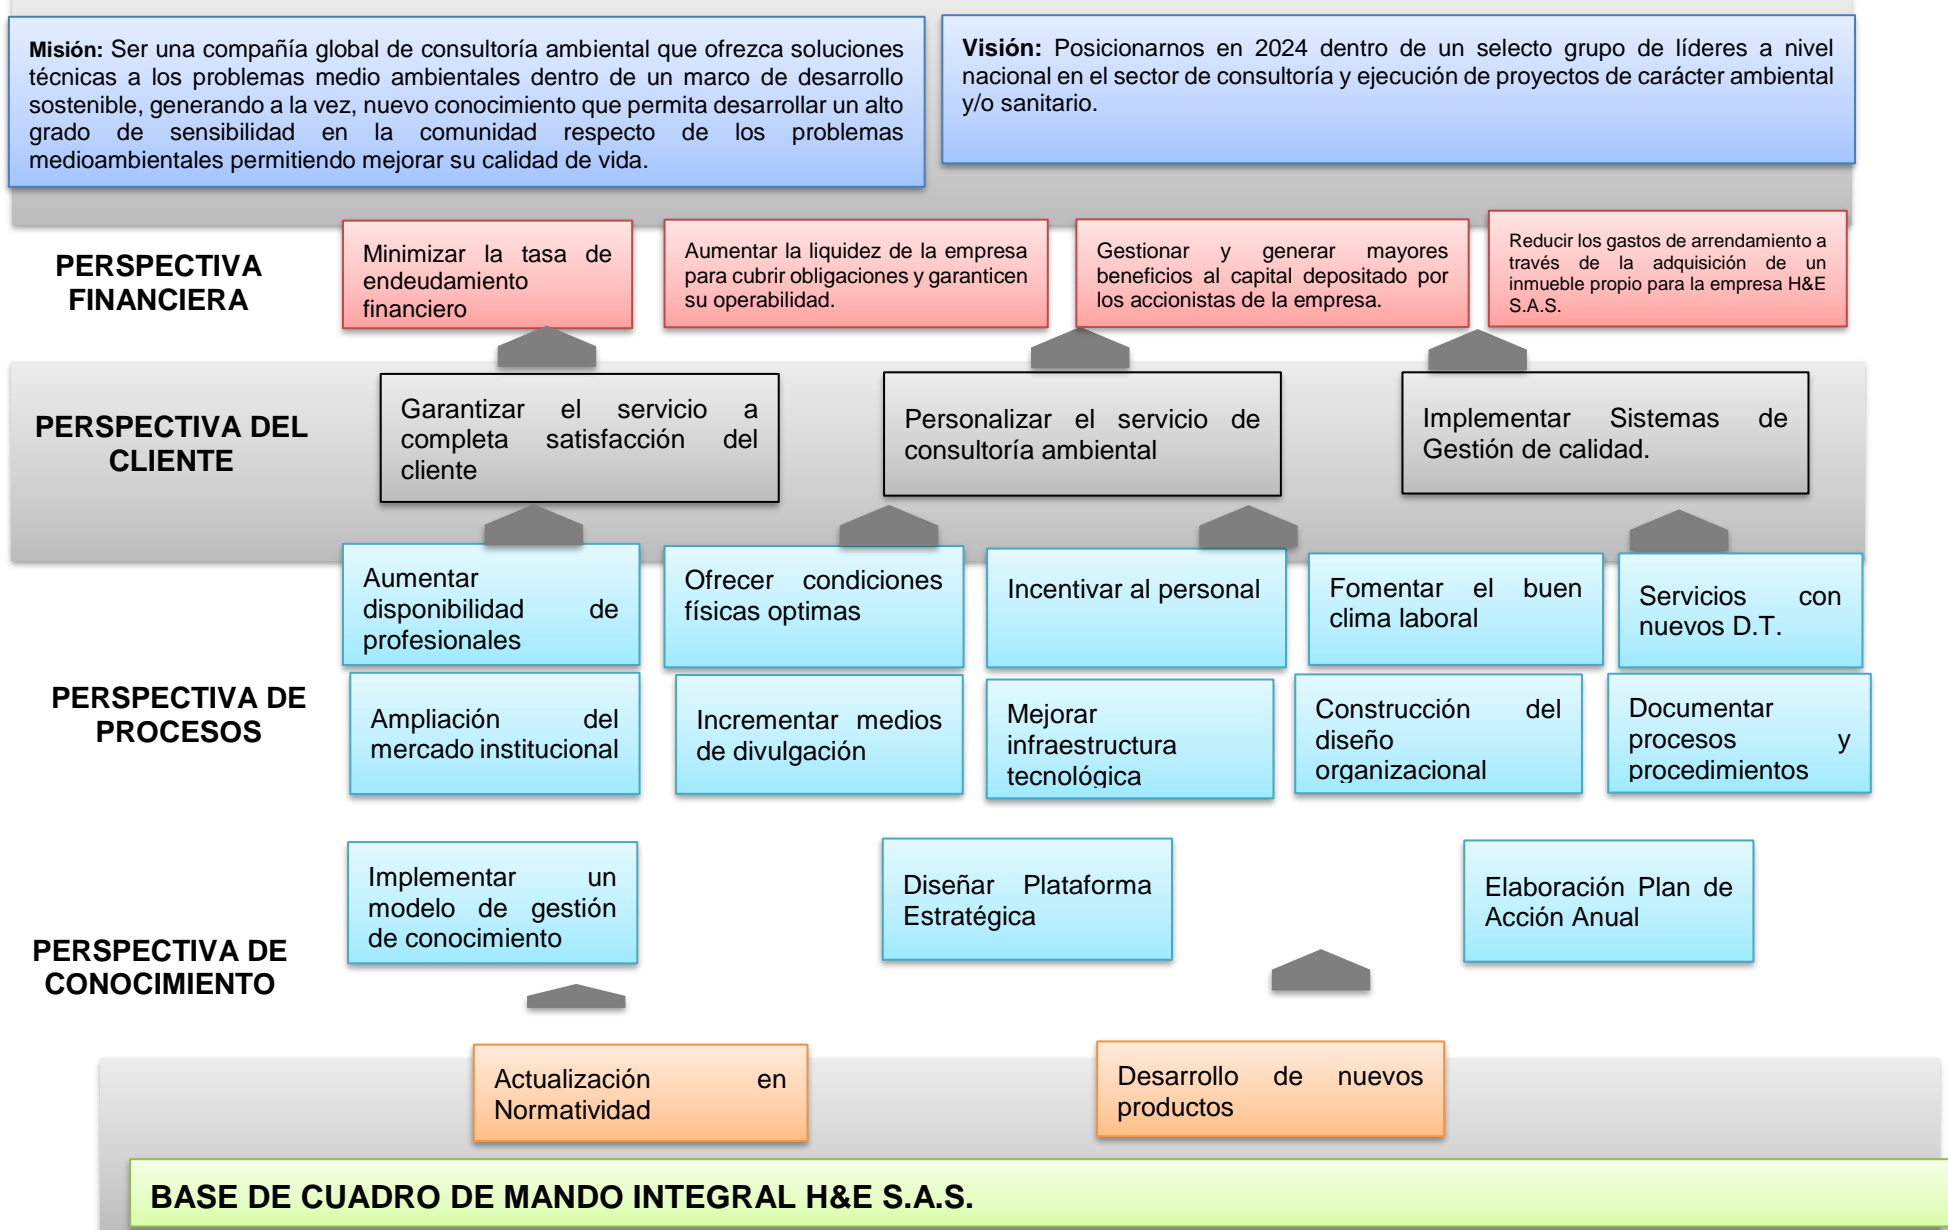 Misión: Ser una compañía global de consultoría ambiental que ofrezca soluciones
técnicas a los problemas medio ambientales dentro de un marco de desarrollo
sostenible, generando a la vez, nuevo conocimiento que permita desarrollar un alto
grado de sensibilidad en la comunidad respecto de los problemas
medioambientales permitiendo mejorar su calidad de vida.
Visión: Posicionarnos en 2024 dentro de un selecto grupo de líderes a nivel
nacional en el sector de consultoría y ejecución de proyectos de carácter ambiental
y/o sanitario.
PERSPECTIVA
FINANCIERA
Minimizar la tasa de
endeudamiento
financiero
Aumentar la liquidez de la empresa
para cubrir obligaciones y garanticen
su operabilidad.
Gestionar y generar mayores
beneficios al capital depositado por
los accionistas de la empresa.
Reducir los gastos de arrendamiento a
través de la adquisición de un
inmueble propio para la empresa H&E
S.A.S.
PERSPECTIVA DEL
CLIENTE
Garantizar el servicio a
completa satisfacción del
cliente
Personalizar el servicio de
consultoría ambiental
Implementar Sistemas de
Gestión de calidad.
PERSPECTIVA DE
PROCESOS
Aumentar
disponibilidad de
profesionales
Ofrecer condiciones
físicas optimas
Incentivar al personal
Fomentar el buen
clima laboral
Servicios con
nuevos D.T.
Ampliación del
mercado institucional
Incrementar medios
de divulgación
Mejorar
infraestructura
tecnológica
Construcción del
diseño
organizacional
Documentar
procesos y
procedimientos
PERSPECTIVA DE
CONOCIMIENTO
Implementar un
modelo de gestión
de conocimiento
Diseñar Plataforma
Estratégica
Elaboración Plan de
Acción Anual
Actualización en
Normatividad
Desarrollo de nuevos
productos
BASE DE CUADRO DE MANDO INTEGRAL H&E S.A.S.